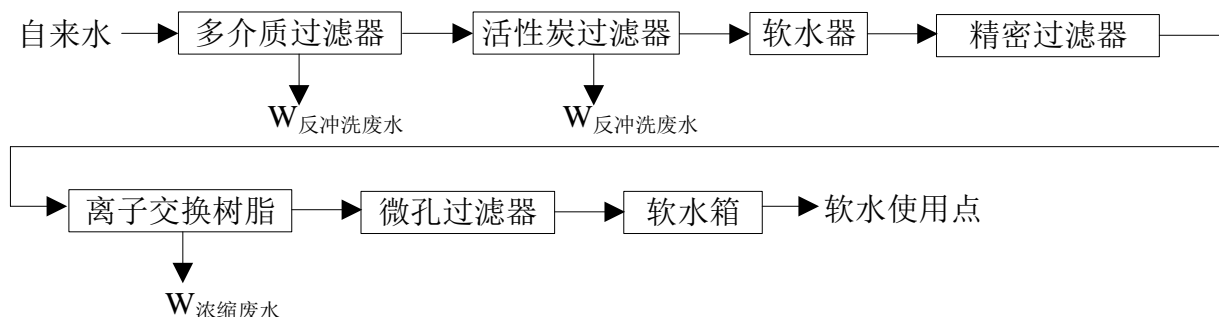 自来水 多介质过滤器 活性炭过滤器 软水器 精密过滤器
W反冲洗废水 W反冲洗废水
离子交换树脂 微孔过滤器 软水箱 软水使用点
W浓缩废水